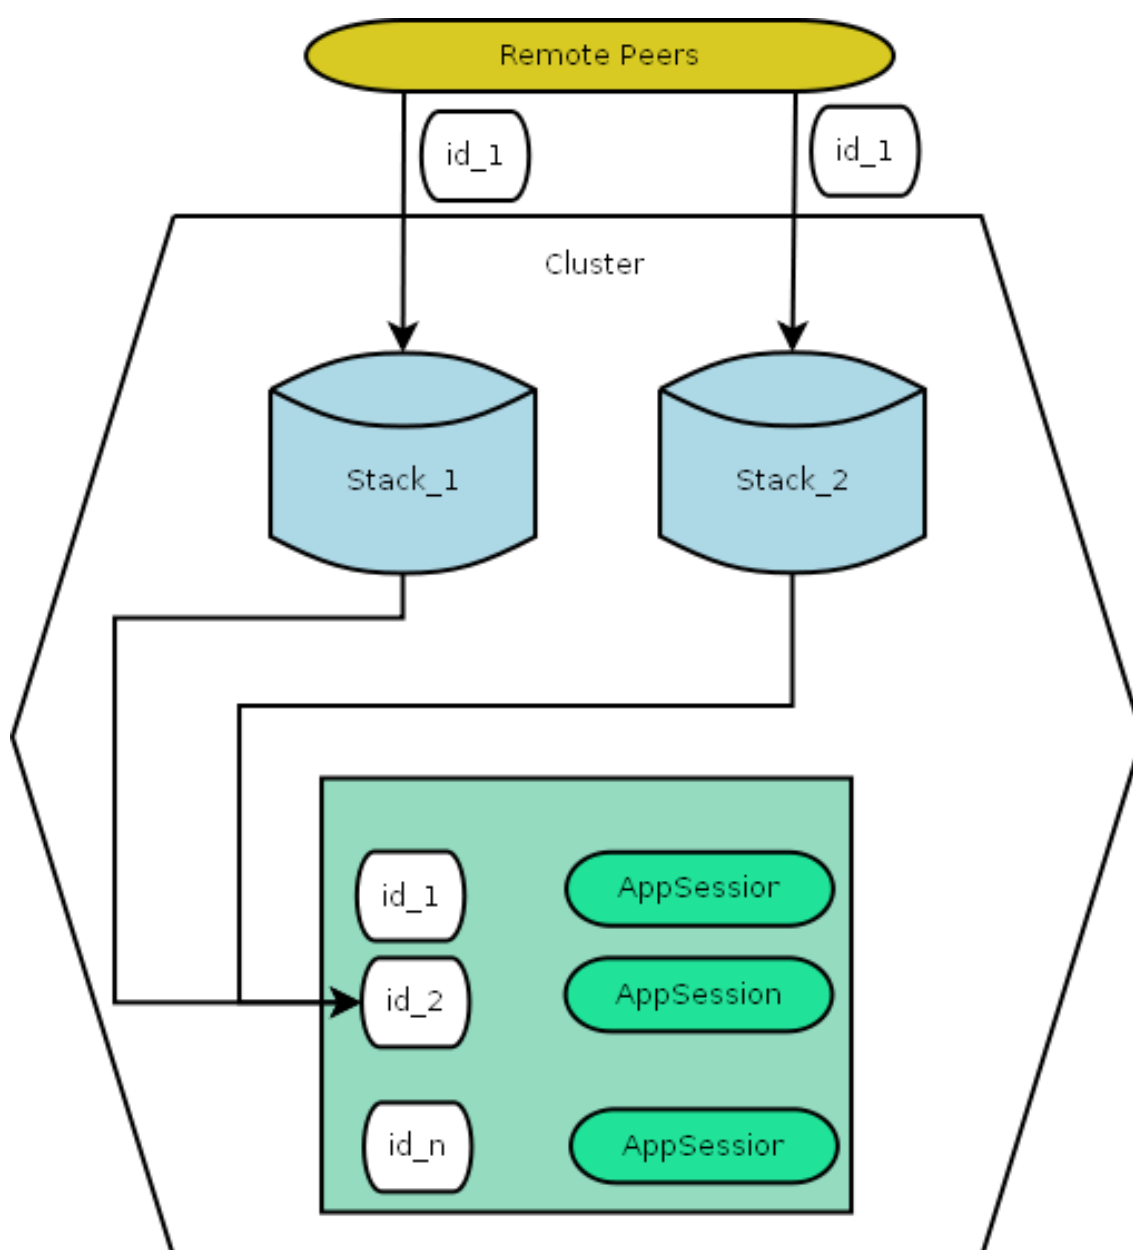 Remote Peers
id_1
id_1
Cluster
Stack_1
Stack_2
id_1
AppSession
id_2
AppSession
id_n
AppSession